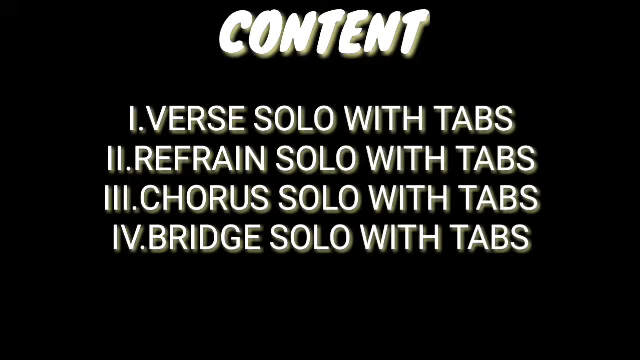 CONTENT
I.VERSE SOLO WITH TABS
II.REFRAIN SOLO WITH TABS
III.CHORUS SOLO WITH TABS
IV.BRIDGE SOLO WITH TABS